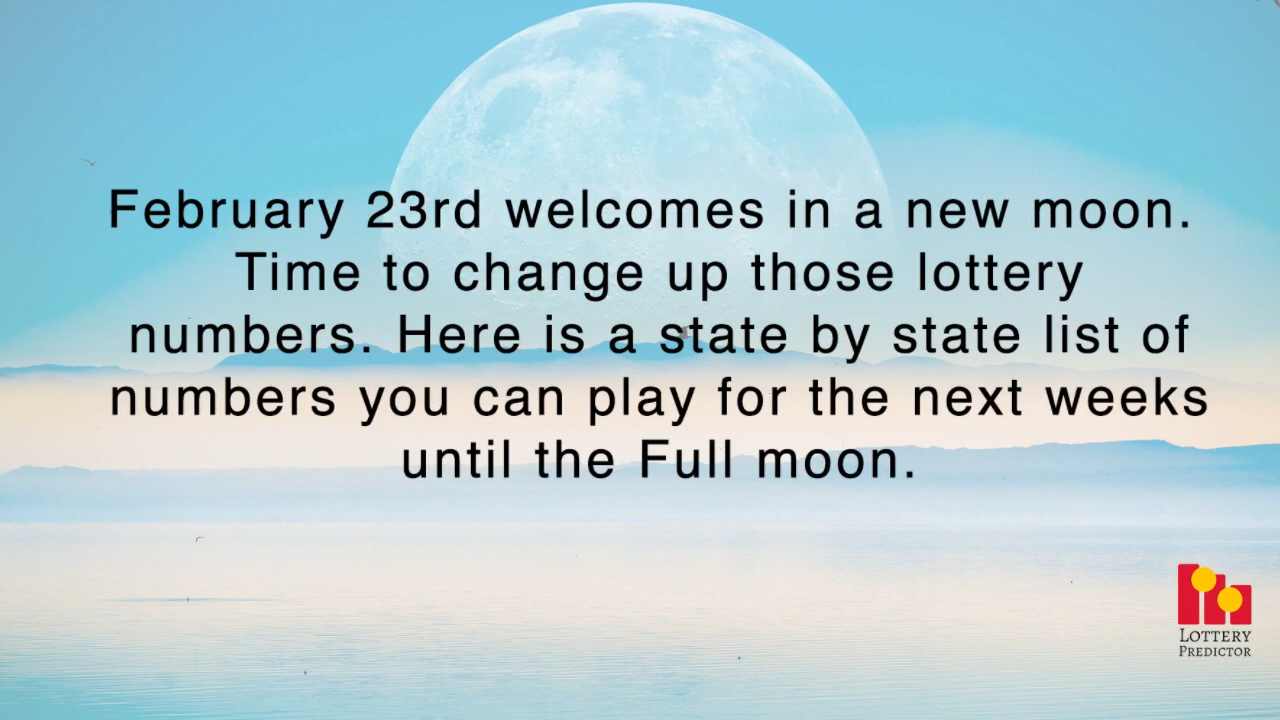 February 23rd welcomes in a new moon.
Time to change up those lottery
numbers. Here is a state by state list of
numbers you can play for the next weeks
until the Full moon.
LOTTERY
PREDICTOR